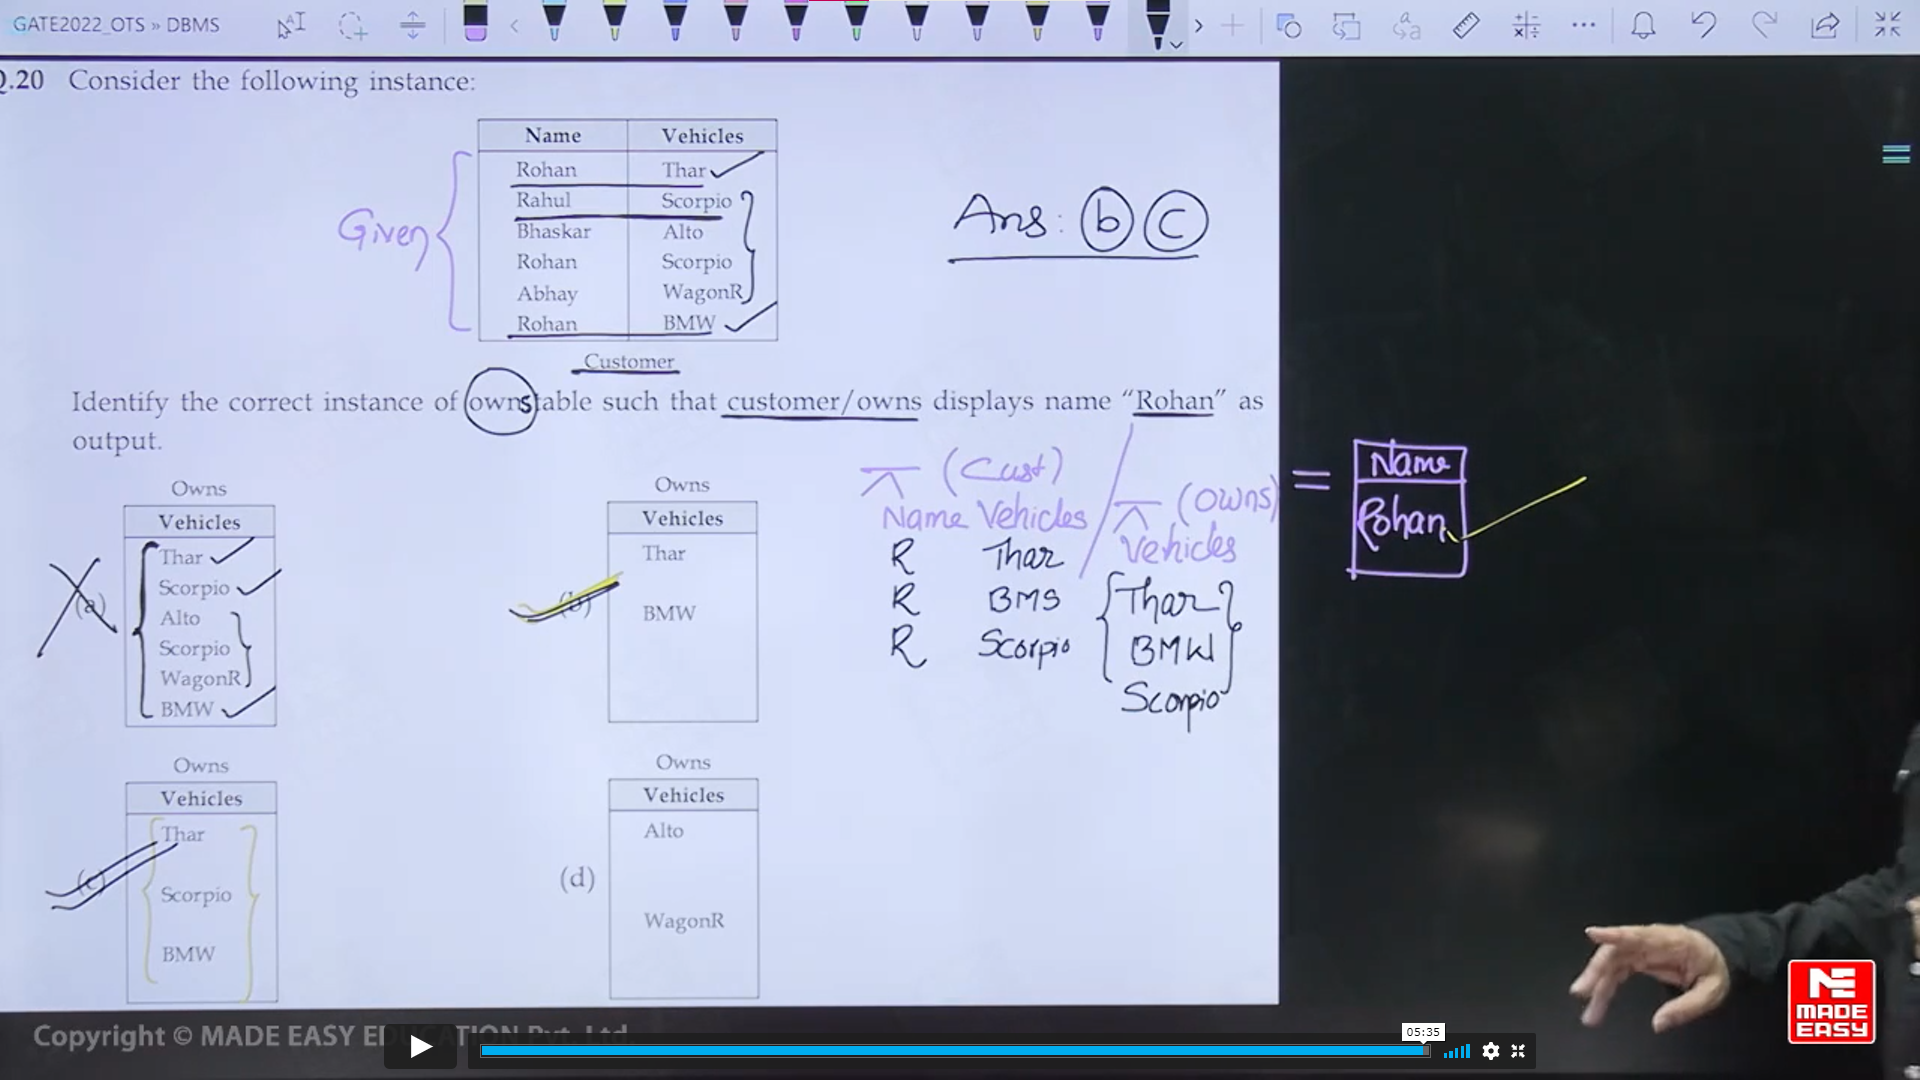 GATE2022_OTS » DBMS
Q.20 Consider the following instance:
Name Vehicles
Rohan Thar
Rahul Scorpio
Bhaskar Alto
Rohan Scorpio
Abhay WagonR
Rohan BMW
Customer
Given
Ans: b c
Identify the correct instance of owns table such that customer/owns displays name “Rohan” as
output.
Owns
Vehicles
(a)
Thar
Scorpio
Alto
Scorpio
WagonR
BMW
Owns
Vehicles
(b)
Thar
BMW
π (Cust)
Name Vehicles
/
π (Owns)
Vehicles
=
Name
Rohan
R Thar
R BMS
R Scorpio
Thar
BMW
Scorpio
Owns
Vehicles
(c)
Thar
Scorpio
BMW
Owns
Vehicles
(d)
Alto
WagonR
Copyright © MADE EASY EDUCATION Pvt. Ltd.
05:35
ME
MADE
EASY